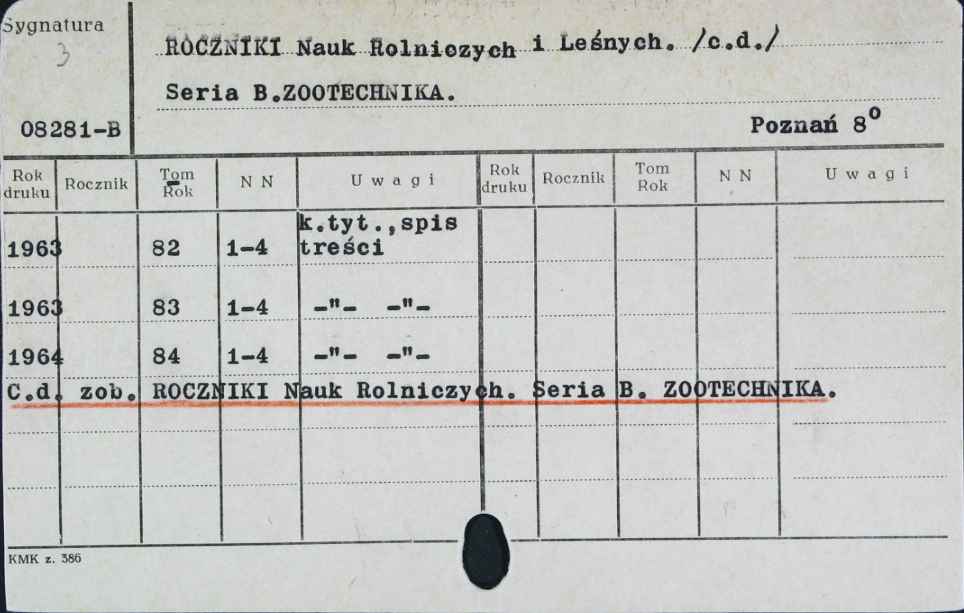 Sygnatura
3
ROCZNIKI Nauk Rolniczych i Leśnych. /c.d./
Seria B.ZOOTECHNIKA.
08281-B
Poznań 8⁰
Rok druku Rocznik Tom Rok N N Uwagi Rok druku Rocznik Tom Rok N N Uwagi
k.tyt.,spis
1963 82 1-4 treści
1963 83 1-4 -"- -"-
1964 84 1-4 -"- -"-
C.d. zob. ROCZNIKI Nauk Rolniczych. Seria B. ZOOTECHNIKA.
KMK z. 386